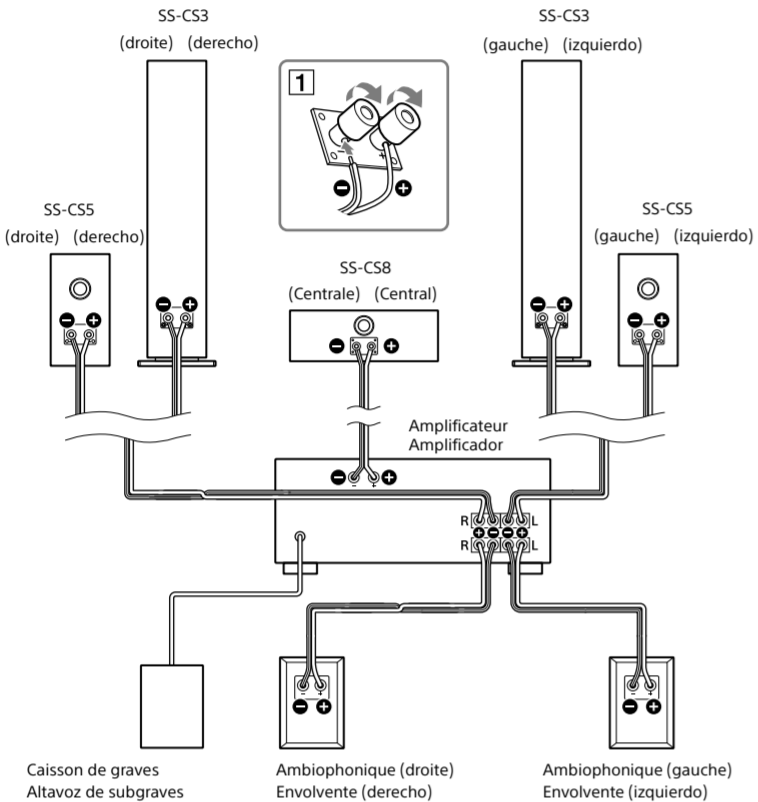 SS-CS3
(droite) (derecho)
SS-CS3
(gauche) (izquierdo)
1
− +
SS-CS5
(droite) (derecho)
SS-CS5
(gauche) (izquierdo)
SS-CS8
(Centrale) (Central)
− +
− +
− +
− +
− +
Amplificateur
Amplificador
− +
R L
+ − − +
R L
− +
− +
Caisson de graves
Altavoz de subgraves
Ambiophonique (droite)
Envolvente (derecho)
Ambiophonique (gauche)
Envolvente (izquierdo)